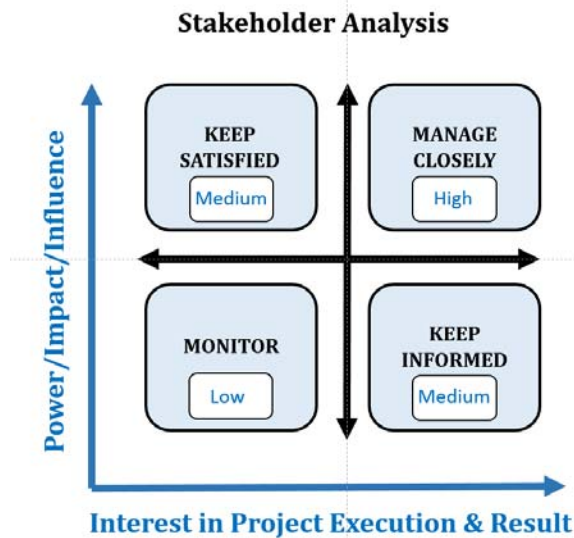 Stakeholder Analysis
Power/Impact/Influence
KEEP
SATISFIED
Medium
MANAGE
CLOSELY
High
MONITOR
Low
KEEP
INFORMED
Medium
Interest in Project Execution & Result